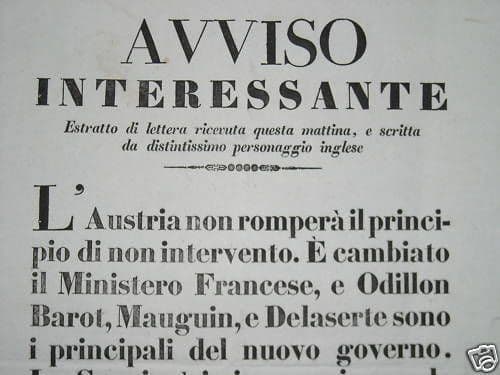 AVVISO
INTERESSANTE
Estratto di lettera ricevuta questa mattina, e scritta
da distintissimo personaggio inglese
L'Austria non romperà il princi-
pio di non intervento. È cambiato
il Ministero Francese, e Odillon
Barot, Mauguin, e Delaserte sono
i principali del nuovo governo.